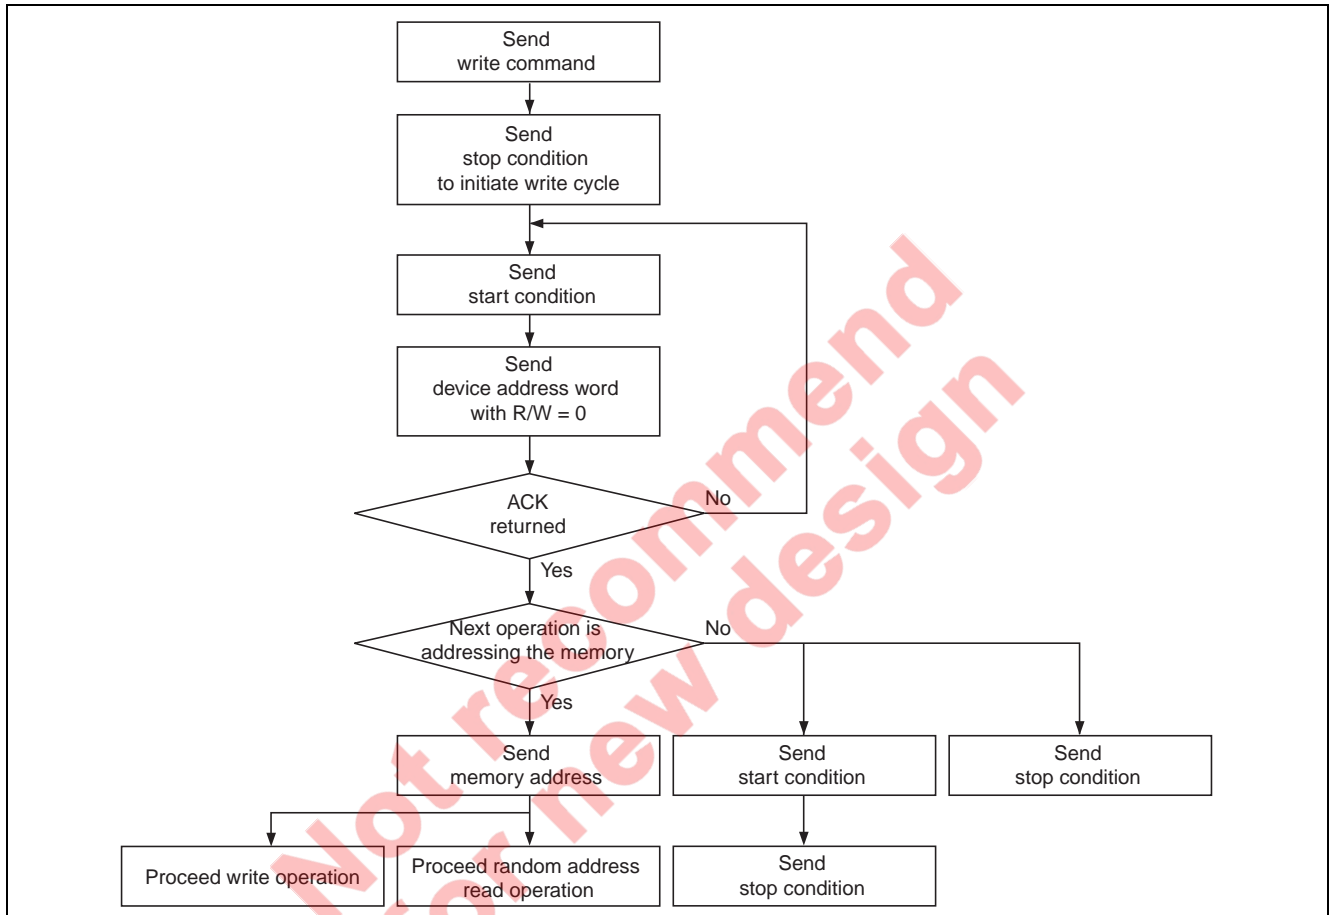 Send
write command
Send
stop condition
to initiate write cycle
Send
start condition
Send
device address word
with R/W = 0
ACK
returned
No
Yes
Next operation is
addressing the memory
No
Yes
Send
memory address
Send
start condition
Send
stop condition
Proceed write operation
Proceed random address
read operation
Send
stop condition
Not recommend
for new design